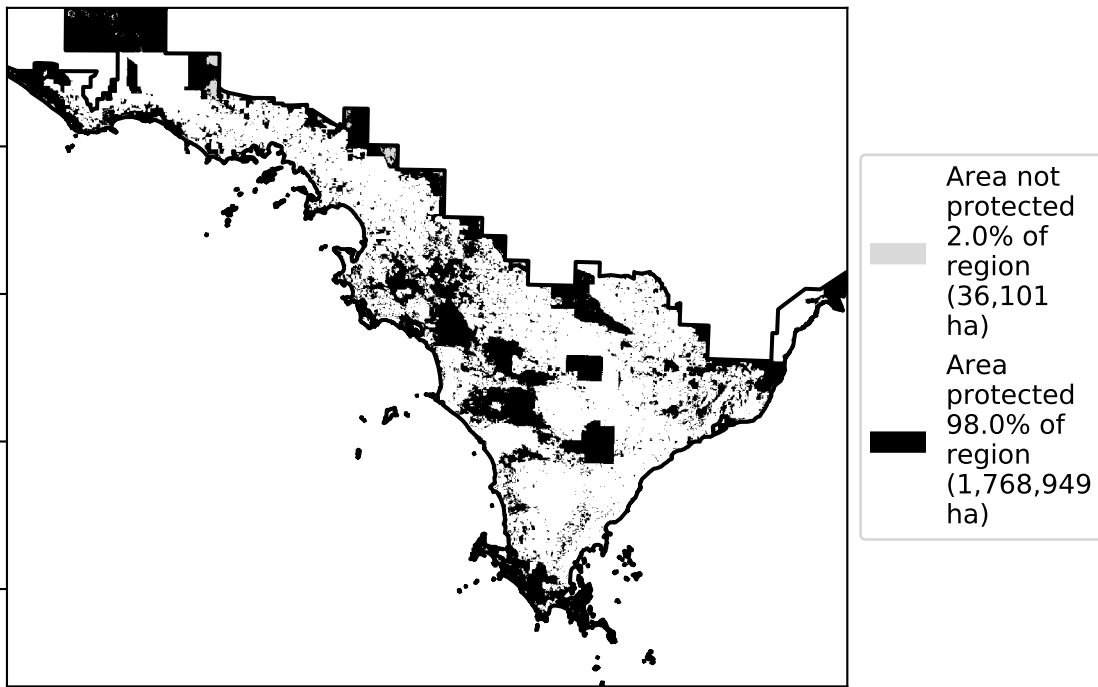 Area not
protected
2.0% of
region
(36,101
ha)
Area
protected
98.0% of
region
(1,768,949
ha)